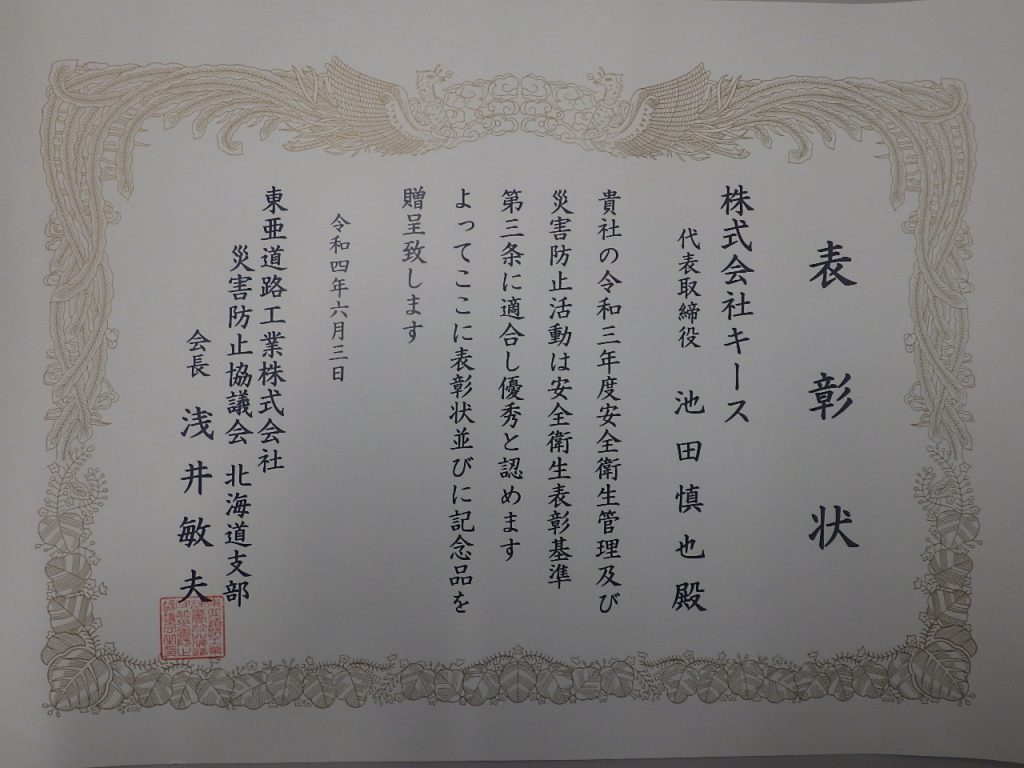 表彰状
株式会社キース
代表取締役 池田慎也殿
貴社の令和三年度安全衛生管理及び
災害防止活動は安全衛生表彰基準
第三条に適合し優秀と認めます
よってここに表彰状並びに記念品を
贈呈致します
令和四年六月三日
東亜道路工業株式会社
災害防止協議会 北海道支部
会長 浅井敏夫